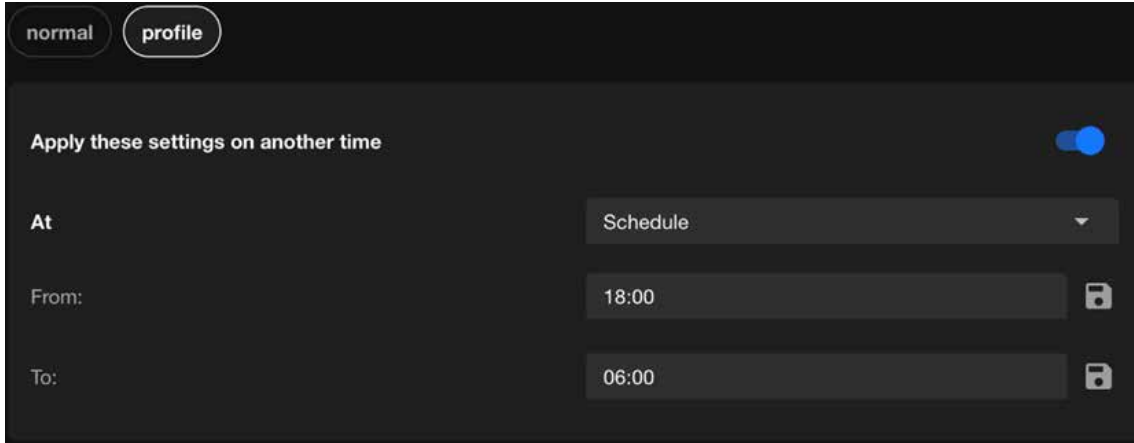 normal profile
Apply these settings on another time
At Schedule
From: 18:00
To: 06:00